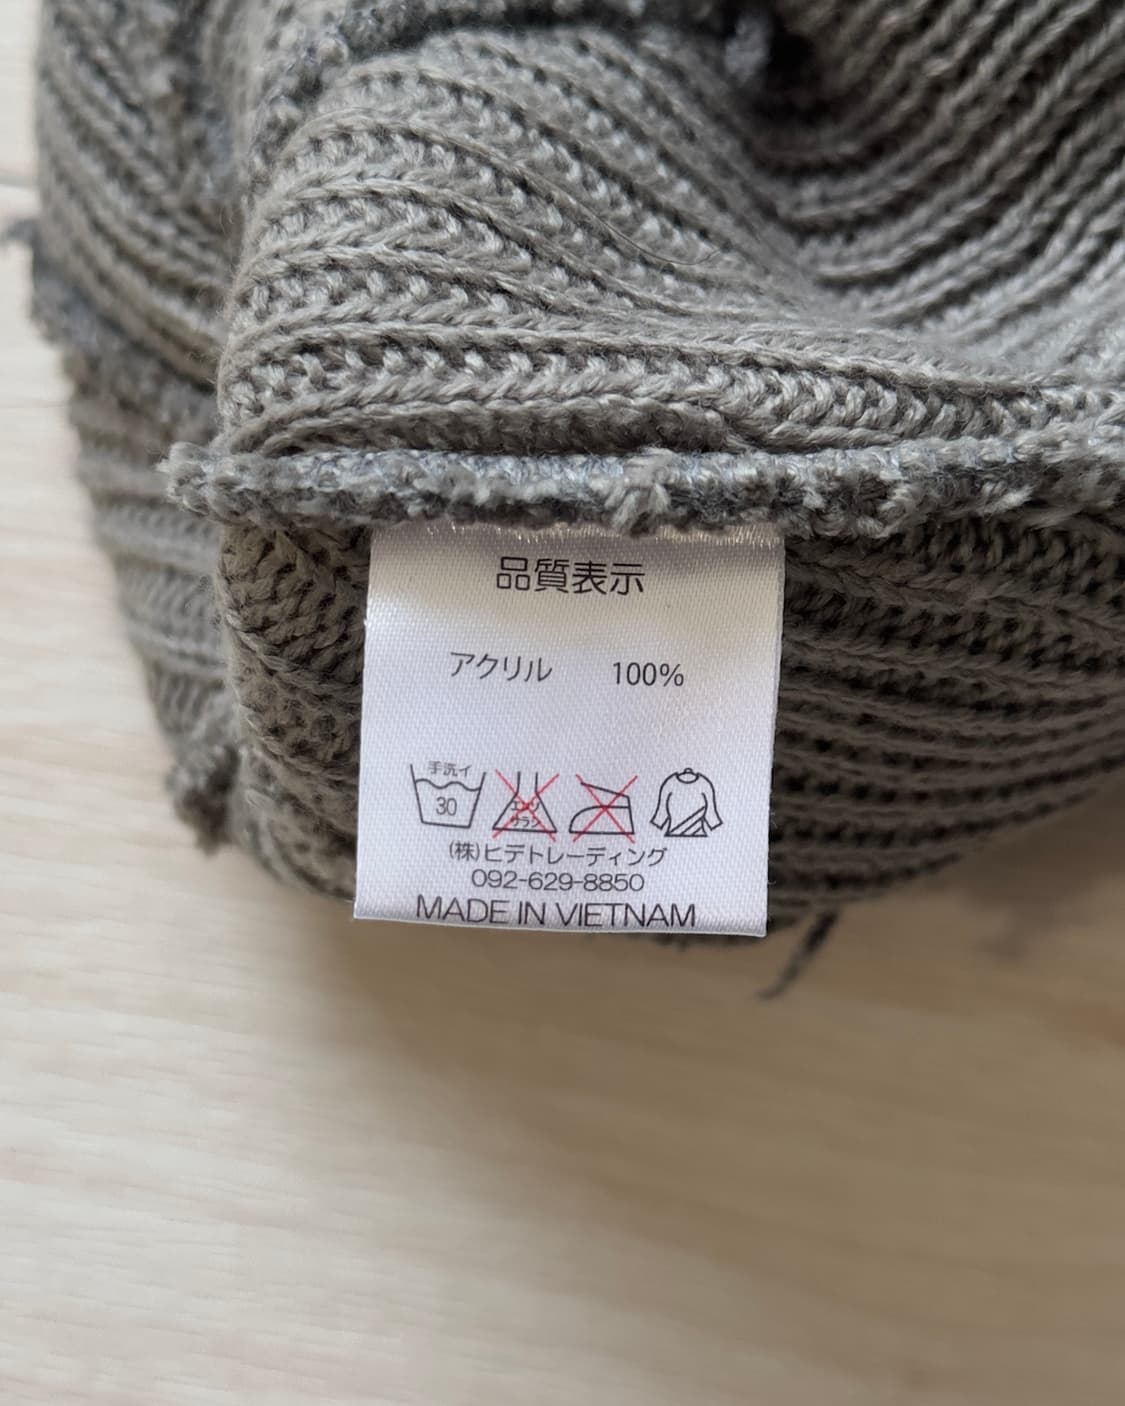 品質表示
アクリル 100%
手洗イ
30
エンソ
サラシ
(株)ヒデトレーディング
092-629-8850
MADE IN VIETNAM